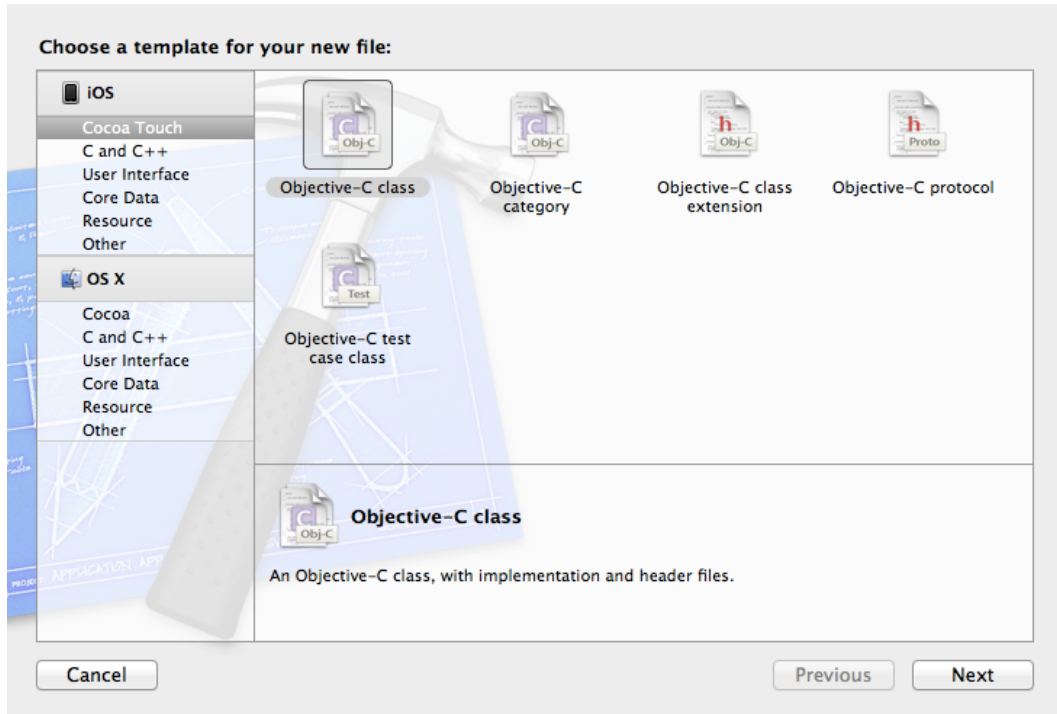 Choose a template for your new file:
iOS
Cocoa Touch
C and C++
User Interface
Core Data
Resource
Other
OS X
Cocoa
C and C++
User Interface
Core Data
Resource
Other
Obj-C
Objective-C class
Obj-C
Objective-C
category
h
Obj-C
Objective-C class
extension
h
Proto
Objective-C protocol
C
Test
Objective-C test
case class
C
Obj-C
Objective-C class
An Objective-C class, with implementation and header files.
PROJECT: APPLICATION.APP
Cancel
Previous
Next